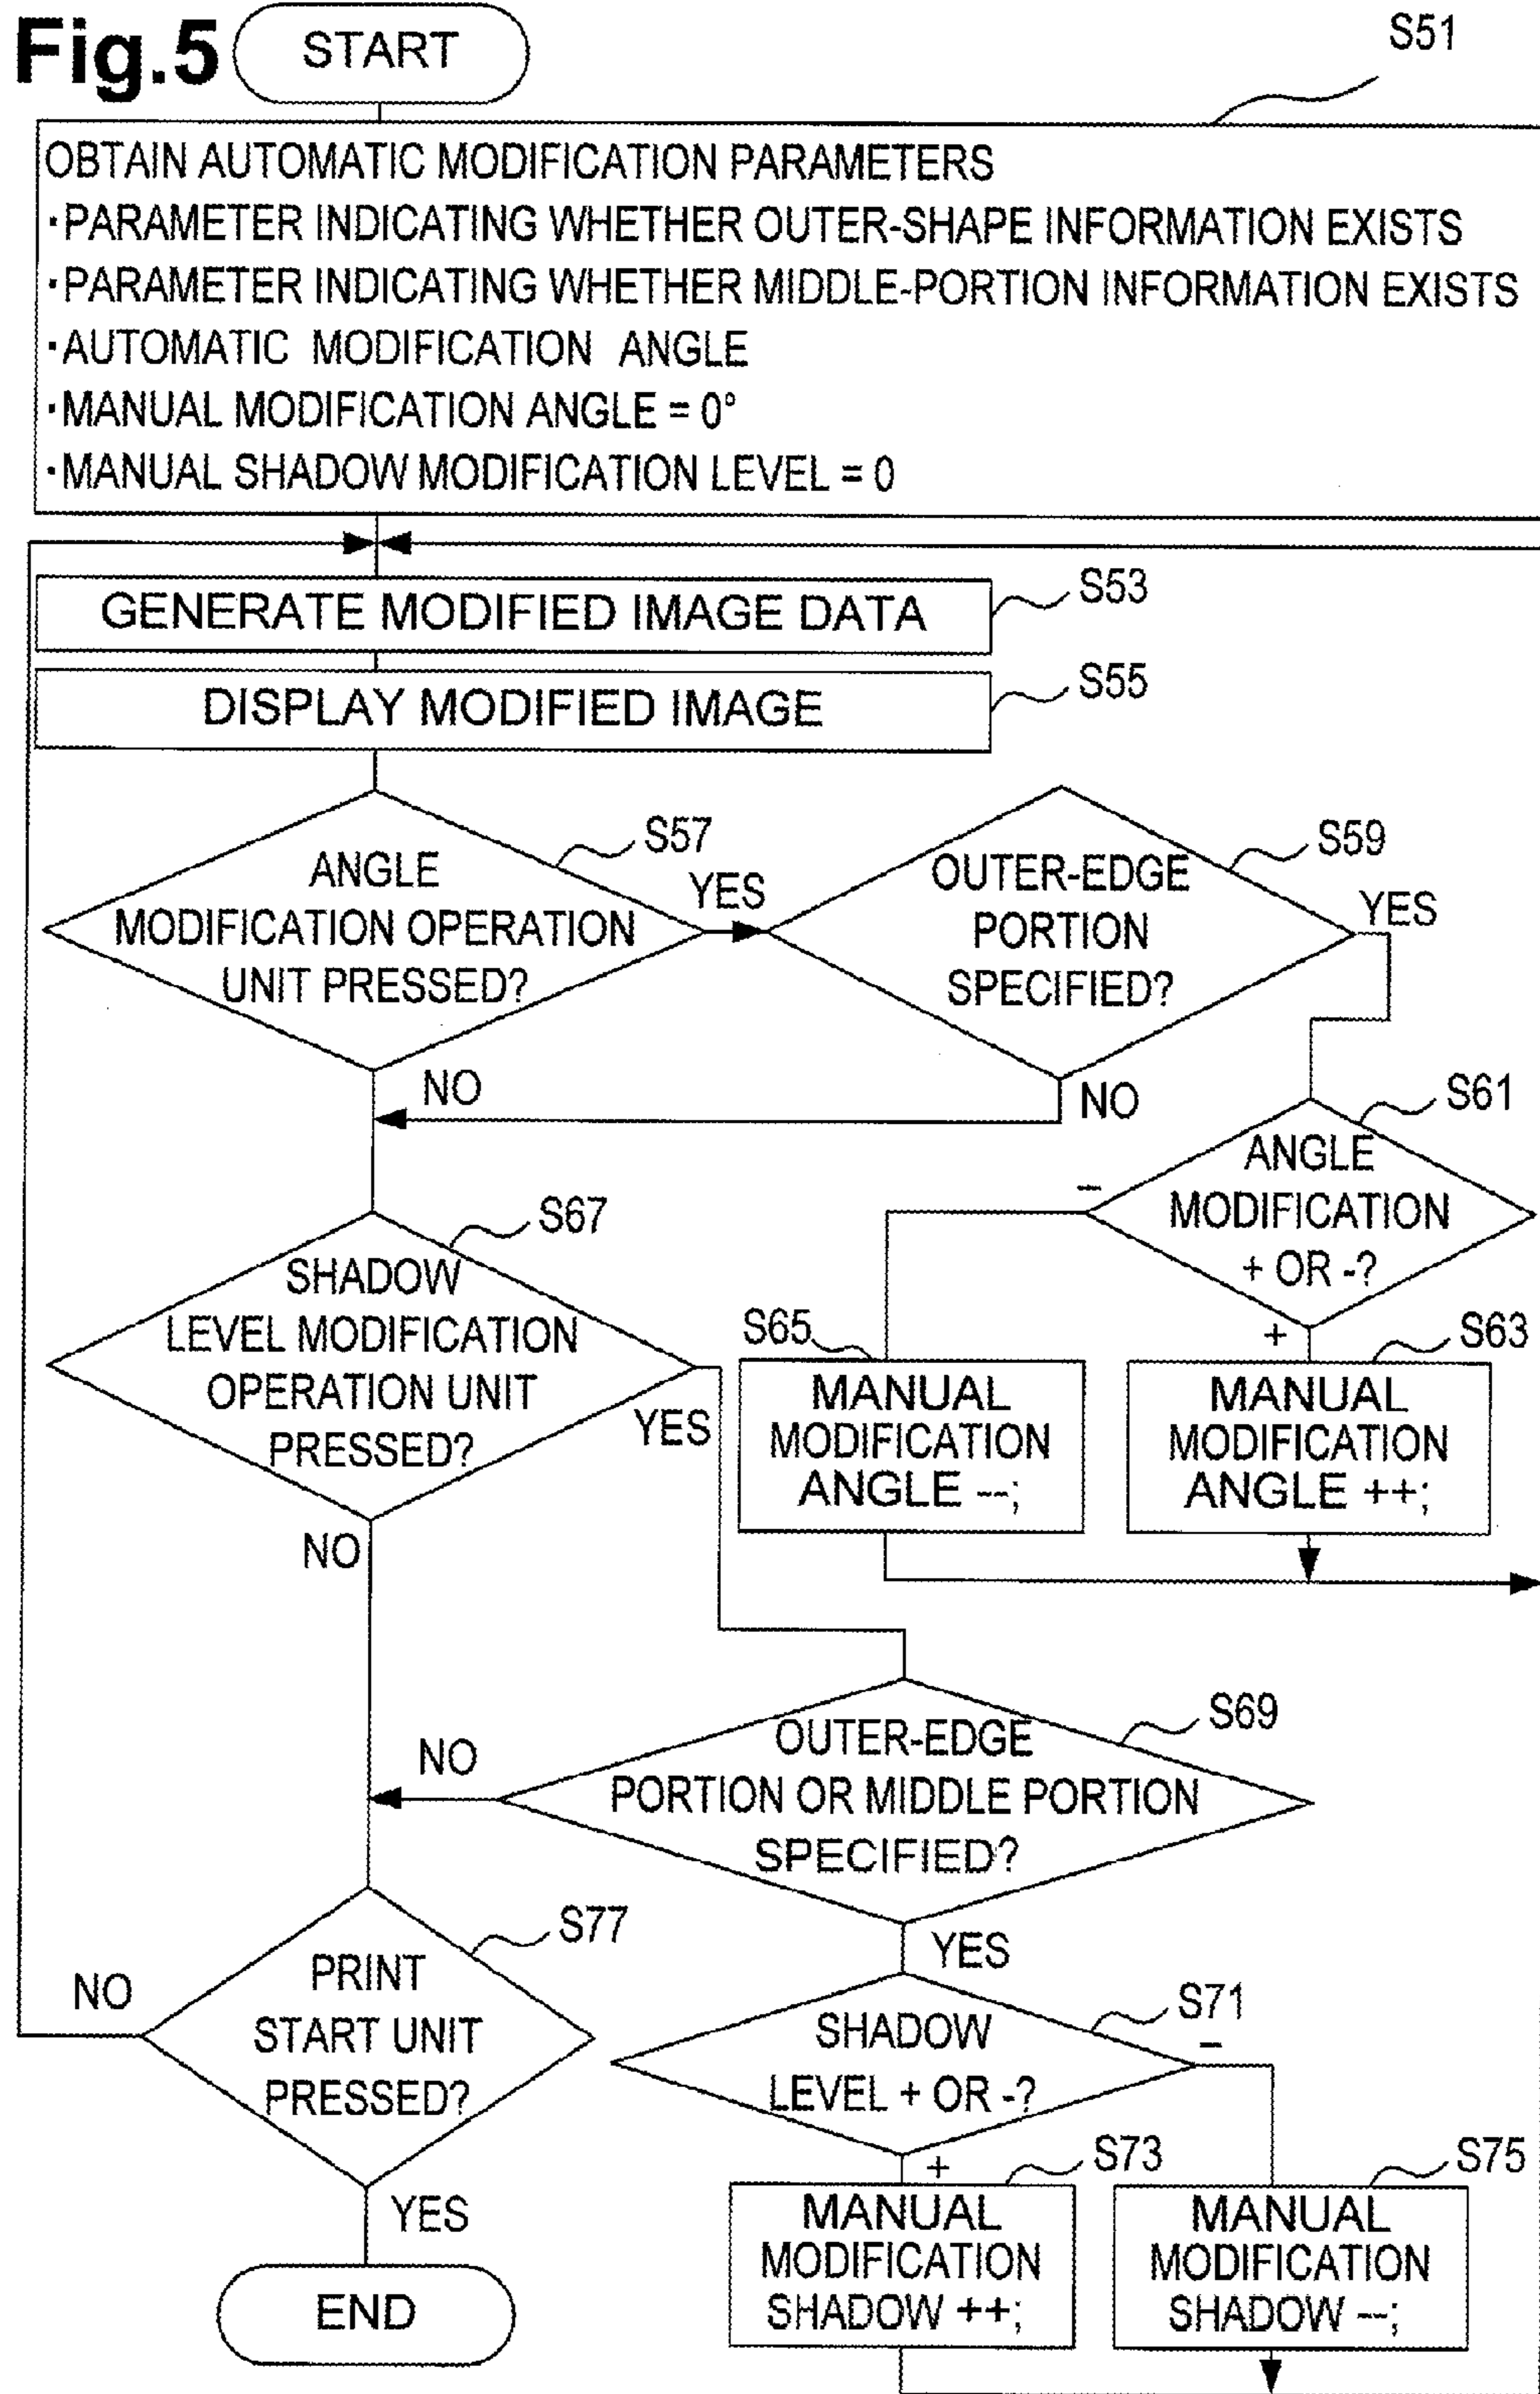 Fig.5
START
S51
OBTAIN AUTOMATIC MODIFICATION PARAMETERS
·PARAMETER INDICATING WHETHER OUTER-SHAPE INFORMATION EXISTS
·PARAMETER INDICATING WHETHER MIDDLE-PORTION INFORMATION EXISTS
·AUTOMATIC MODIFICATION ANGLE
·MANUAL MODIFICATION ANGLE = 0°
·MANUAL SHADOW MODIFICATION LEVEL = 0
GENERATE MODIFIED IMAGE DATA
S53
DISPLAY MODIFIED IMAGE
S55
ANGLE
MODIFICATION OPERATION
UNIT PRESSED?
S57
YES
NO
OUTER-EDGE
PORTION
SPECIFIED?
S59
YES
NO
ANGLE
MODIFICATION
+ OR -?
S61
-
+
S65
MANUAL
MODIFICATION
ANGLE --;
S63
MANUAL
MODIFICATION
ANGLE ++;
SHADOW
LEVEL MODIFICATION
OPERATION UNIT
PRESSED?
S67
YES
NO
OUTER-EDGE
PORTION OR MIDDLE PORTION
SPECIFIED?
S69
NO
YES
SHADOW
LEVEL + OR -?
S71
-
+
S73
MANUAL
MODIFICATION
SHADOW ++;
S75
MANUAL
MODIFICATION
SHADOW --;
PRINT
START UNIT
PRESSED?
S77
NO
YES
END